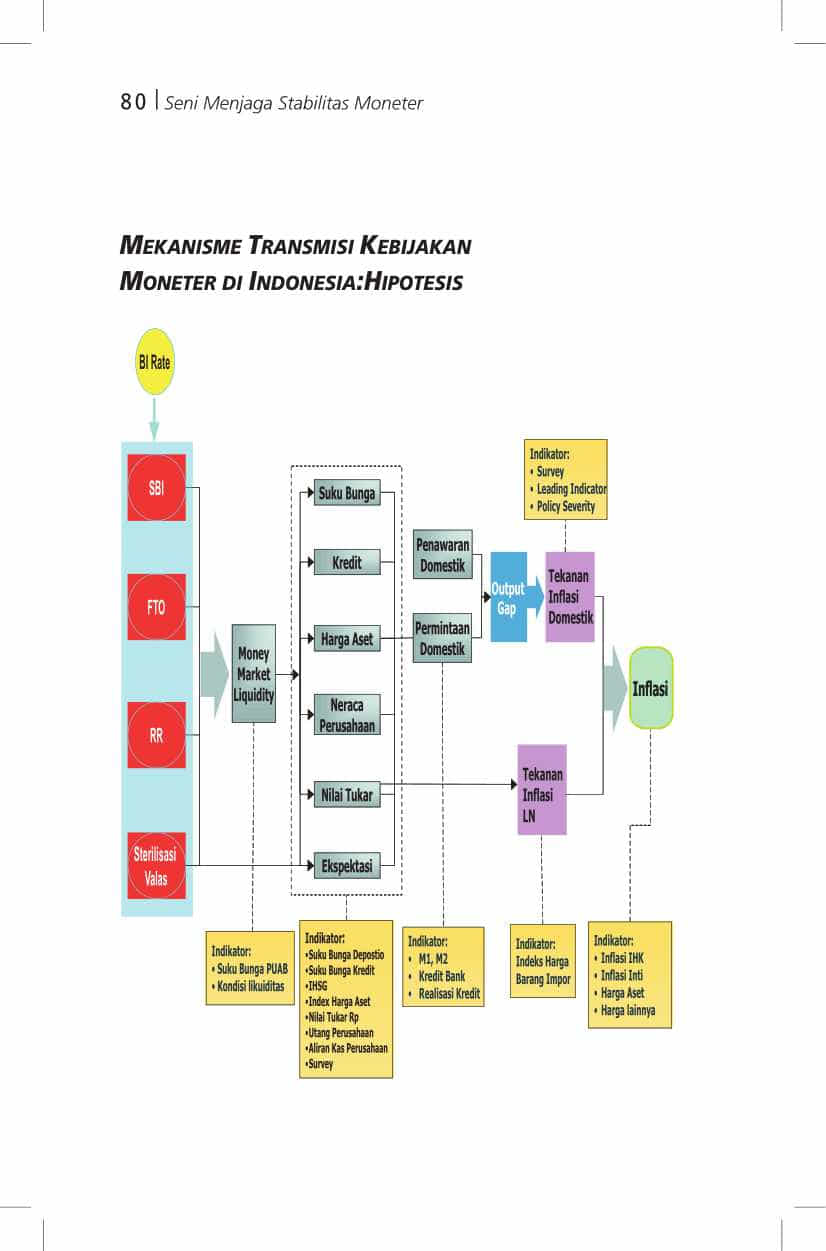 80 | Seni Menjaga Stabilitas Moneter
MEKANISME TRANSMISI KEBIJAKAN
MONETER DI INDONESIA:HIPOTESIS
BI Rate
SBI
FTO
RR
Sterilisasi
Valas
Money
Market
Liquidity
Suku Bunga
Kredit
Harga Aset
Neraca
Perusahaan
Nilai Tukar
Ekspektasi
Penawaran
Domestik
Permintaan
Domestik
Output
Gap
Indikator:
• Survey
• Leading Indicator
• Policy Severity
Tekanan
Inflasi
Domestik
Tekanan
Inflasi
LN
Inflasi
Indikator:
• Suku Bunga PUAB
• Kondisi likuiditas
Indikator:
•Suku Bunga Depostio
•Suku Bunga Kredit
•IHSG
•Index Harga Aset
•Nilai Tukar Rp
•Utang Perusahaan
•Aliran Kas Perusahaan
•Survey
Indikator:
• M1, M2
• Kredit Bank
• Realisasi Kredit
Indikator:
Indeks Harga
Barang Impor
Indikator:
• Inflasi IHK
• Inflasi Inti
• Harga Aset
• Harga lainnya